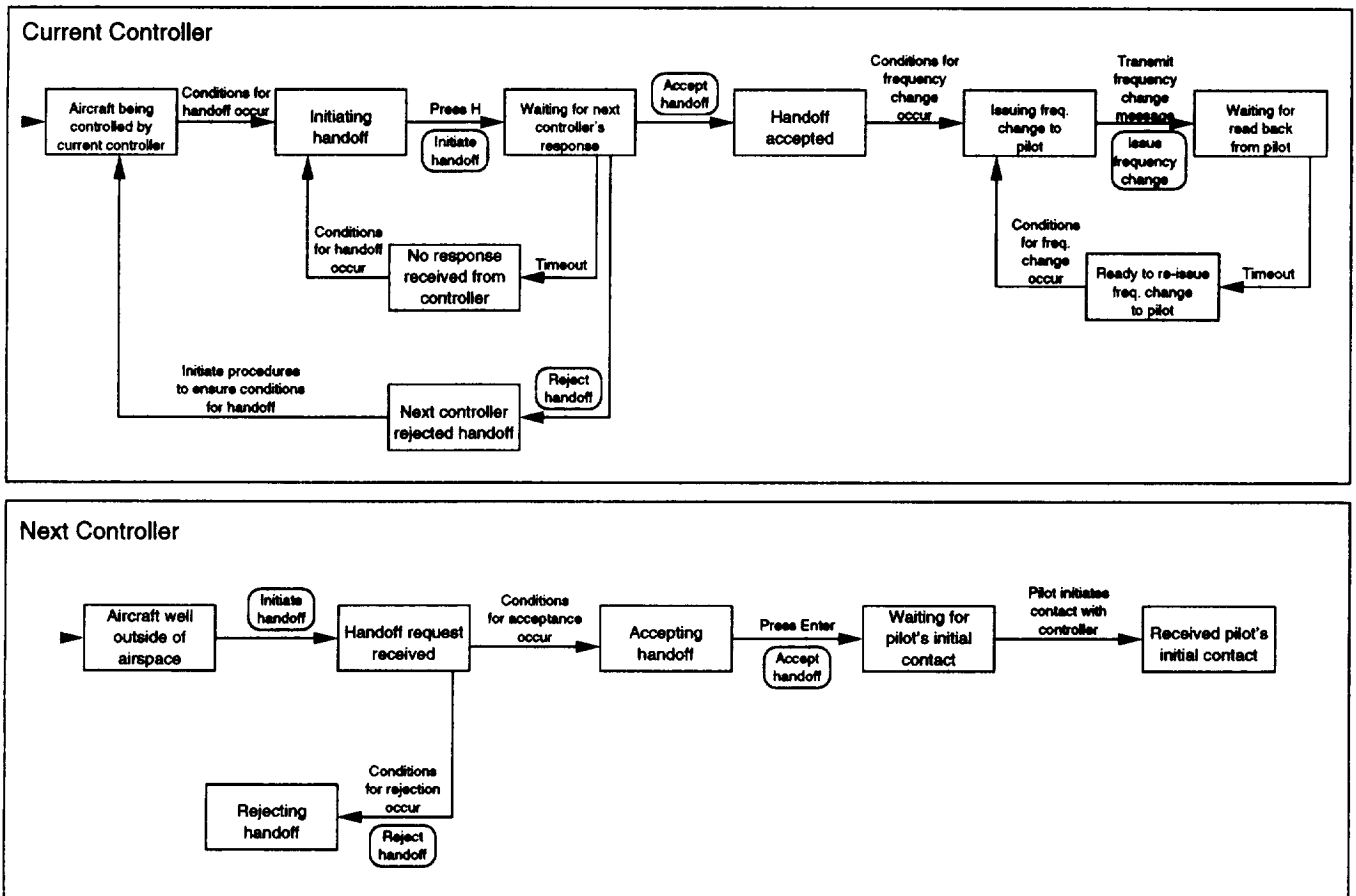 Current Controller
Aircraft being
controlled by
current controller
Conditions for
handoff occur
Initiating
handoff
Press H
Initiate
handoff
Waiting for next
controller's
response
Accept
handoff
Handoff
accepted
Conditions for
frequency
change
occur
Issuing freq.
change to
pilot
Transmit
frequency
change
message
Issue
frequency
change
Waiting for
read back
from pilot
Conditions
for handoff
occur
No response
received from
controller
Timeout
Conditions
for freq.
change
occur
Ready to re-issue
freq. change
to pilot
Timeout
Initiate procedures
to ensure conditions
for handoff
Next controller
rejected handoff
Reject
handoff
Next Controller
Aircraft well
outside of
airspace
Initiate
handoff
Handoff request
received
Conditions
for acceptance
occur
Accepting
handoff
Press Enter
Accept
handoff
Waiting for
pilot's initial
contact
Pilot initiates
contact with
controller
Received pilot's
initial contact
Rejecting
handoff
Conditions
for rejection
occur
Reject
handoff